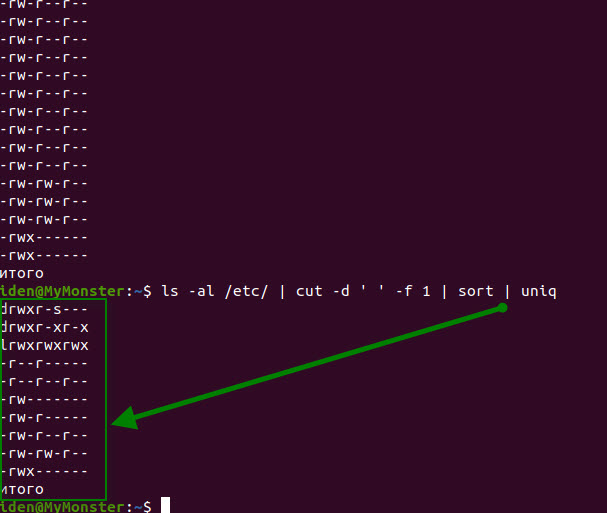 -rw-r--r--
-rw-r--r--
-rw-r--r--
-rw-r--r--
-rw-r--r--
-rw-r--r--
-rw-r--r--
-rw-r--r--
-rw-r--r--
-rw-r--r--
-rw-rw-r--
-rw-rw-r--
-rw-rw-r--
-rwx------
-rwx------
итого
iden@MyMonster:~$ ls -al /etc/ | cut -d ' ' -f 1 | sort | uniq
drwxr-s---
drwxr-xr-x
lrwxrwxrwx
-r--r-----
-r--r--r--
-rw-------
-rw-r-----
-rw-r--r--
-rw-rw-r--
-rwx------
итого
iden@MyMonster:~$